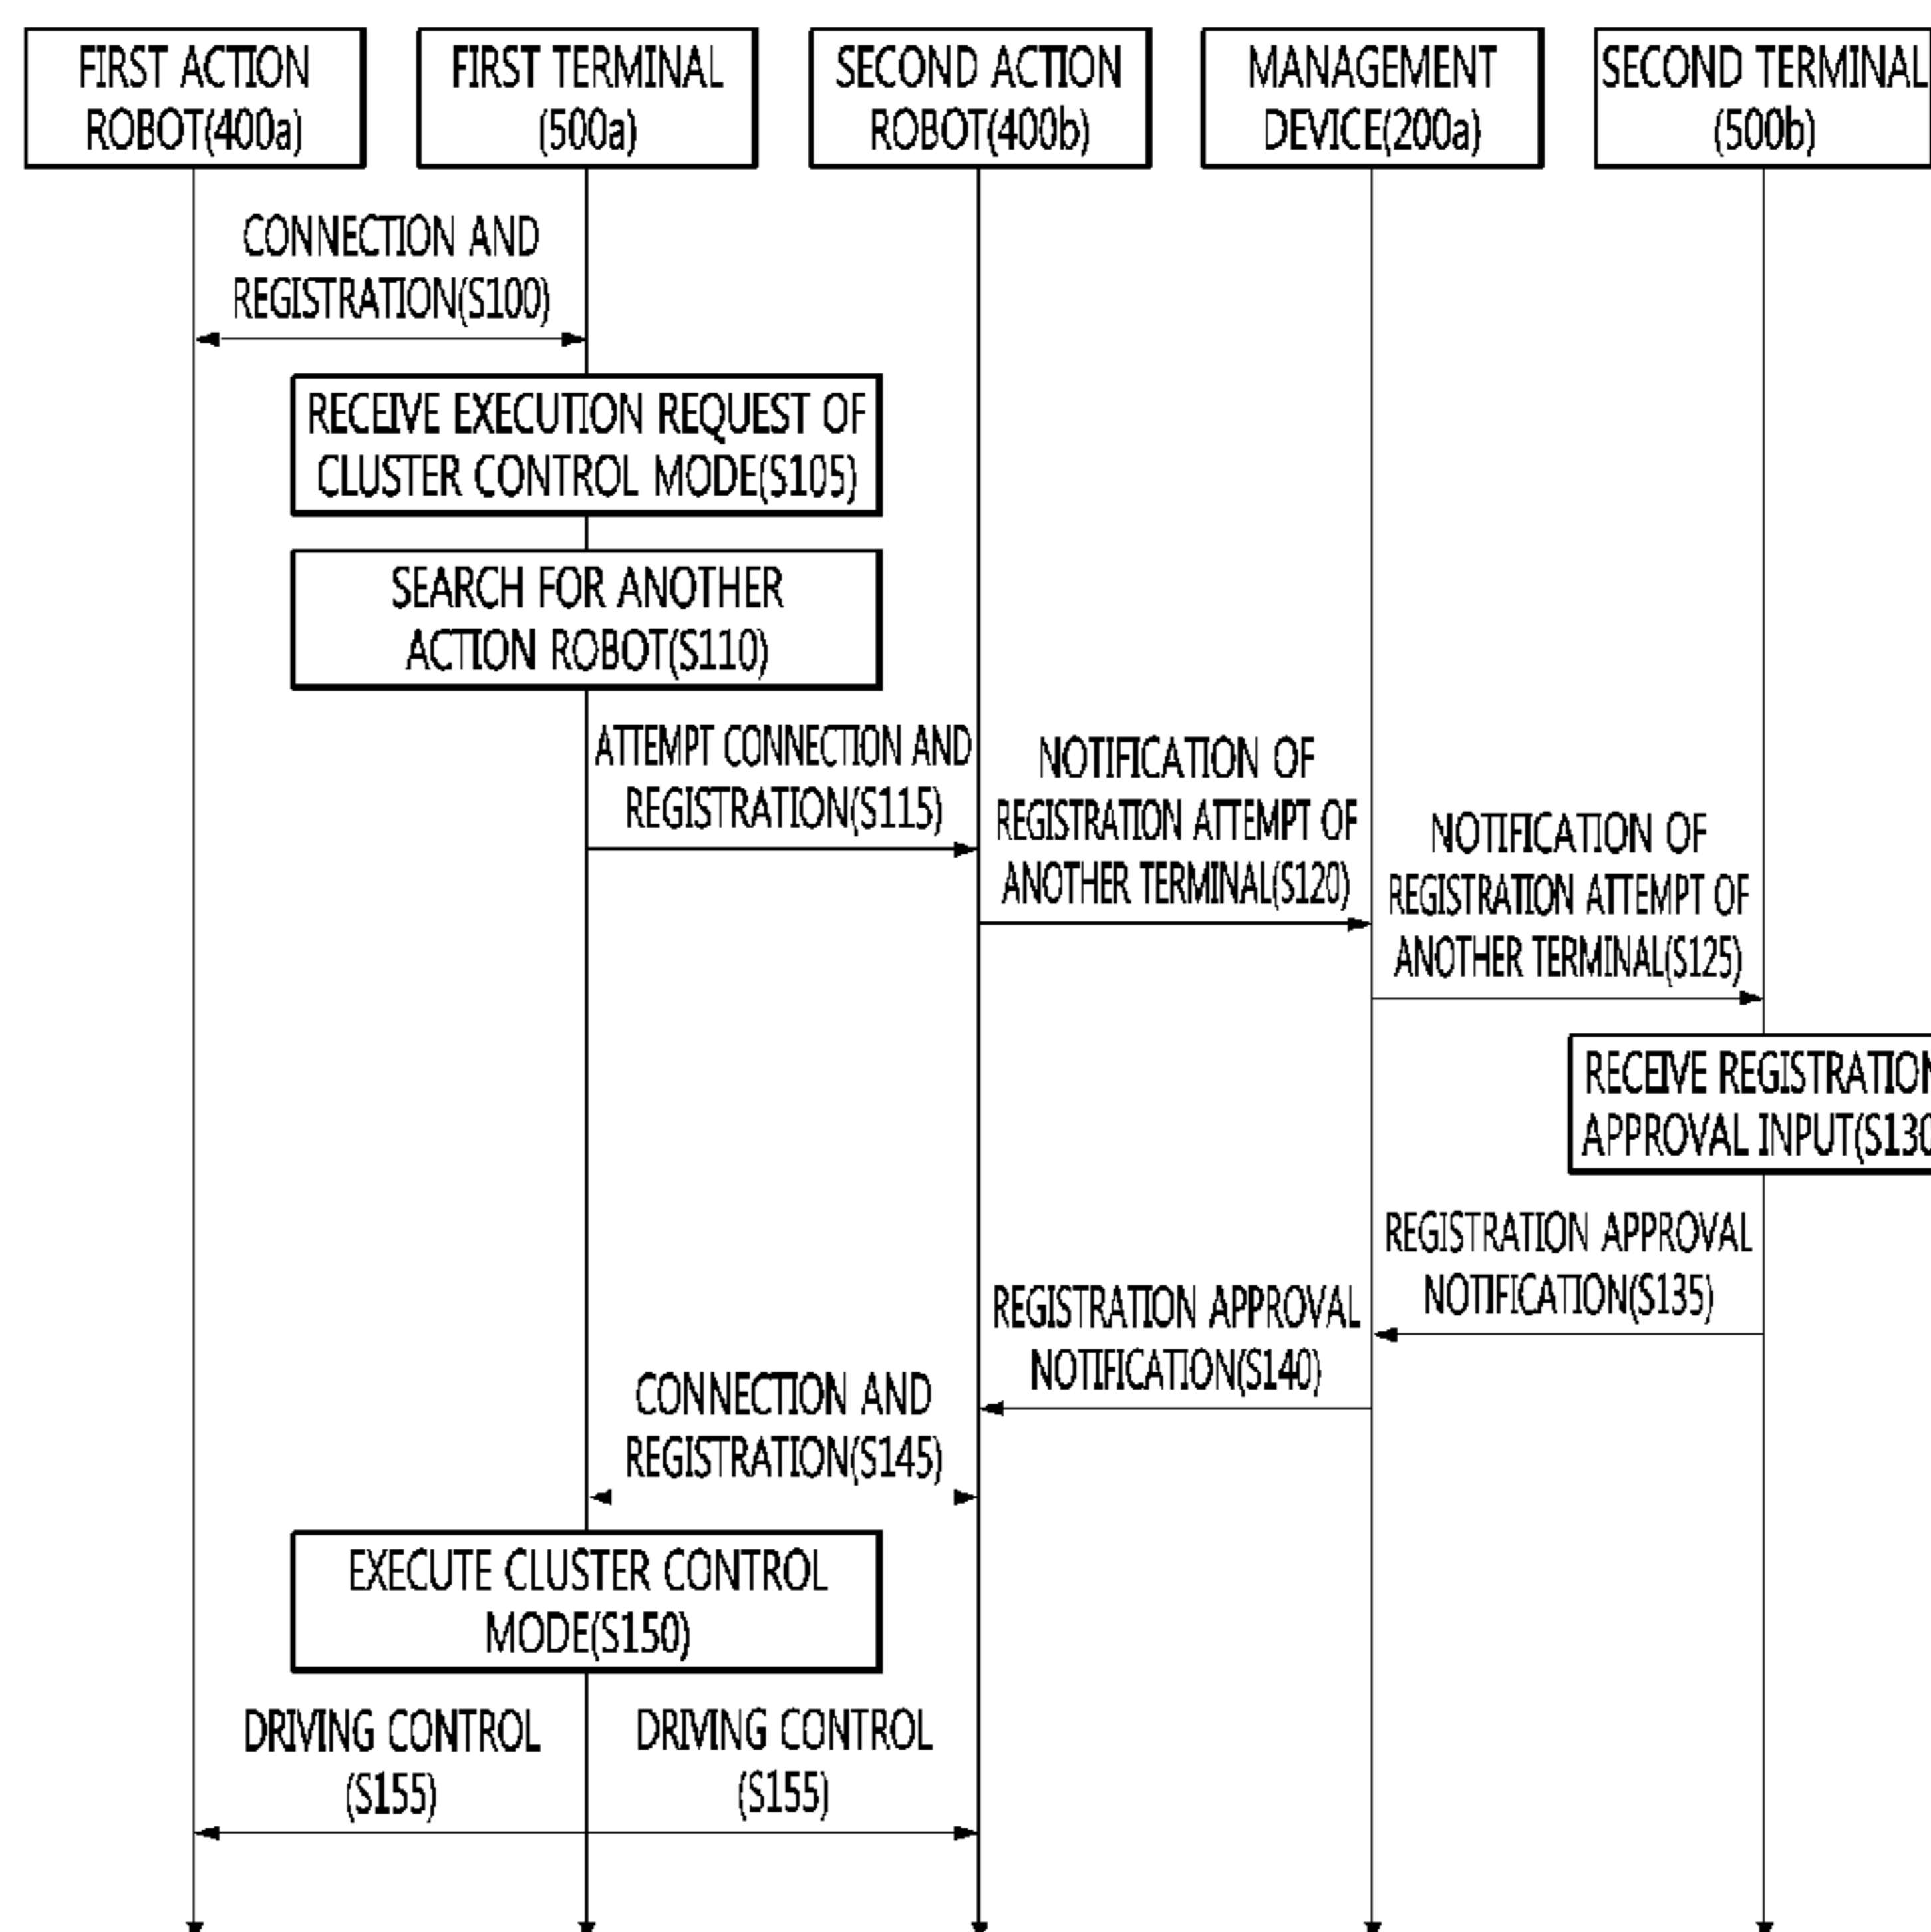 FIRST ACTION
ROBOT(400a)
FIRST TERMINAL
(500a)
SECOND ACTION
ROBOT(400b)
MANAGEMENT
DEVICE(200a)
SECOND TERMINAL
(500b)
CONNECTION AND
REGISTRATION(S100)
RECEIVE EXECUTION REQUEST OF
CLUSTER CONTROL MODE(S105)
SEARCH FOR ANOTHER
ACTION ROBOT(S110)
ATTEMPT CONNECTION AND
REGISTRATION(S115)
NOTIFICATION OF
REGISTRATION ATTEMPT OF
ANOTHER TERMINAL(S120)
NOTIFICATION OF
REGISTRATION ATTEMPT OF
ANOTHER TERMINAL(S125)
RECEIVE REGISTRATION
APPROVAL INPUT(S130
REGISTRATION APPROVAL
NOTIFICATION(S135)
REGISTRATION APPROVAL
NOTIFICATION(S140)
CONNECTION AND
REGISTRATION(S145)
EXECUTE CLUSTER CONTROL
MODE(S150)
DRIVING CONTROL
(S155)
DRIVING CONTROL
(S155)